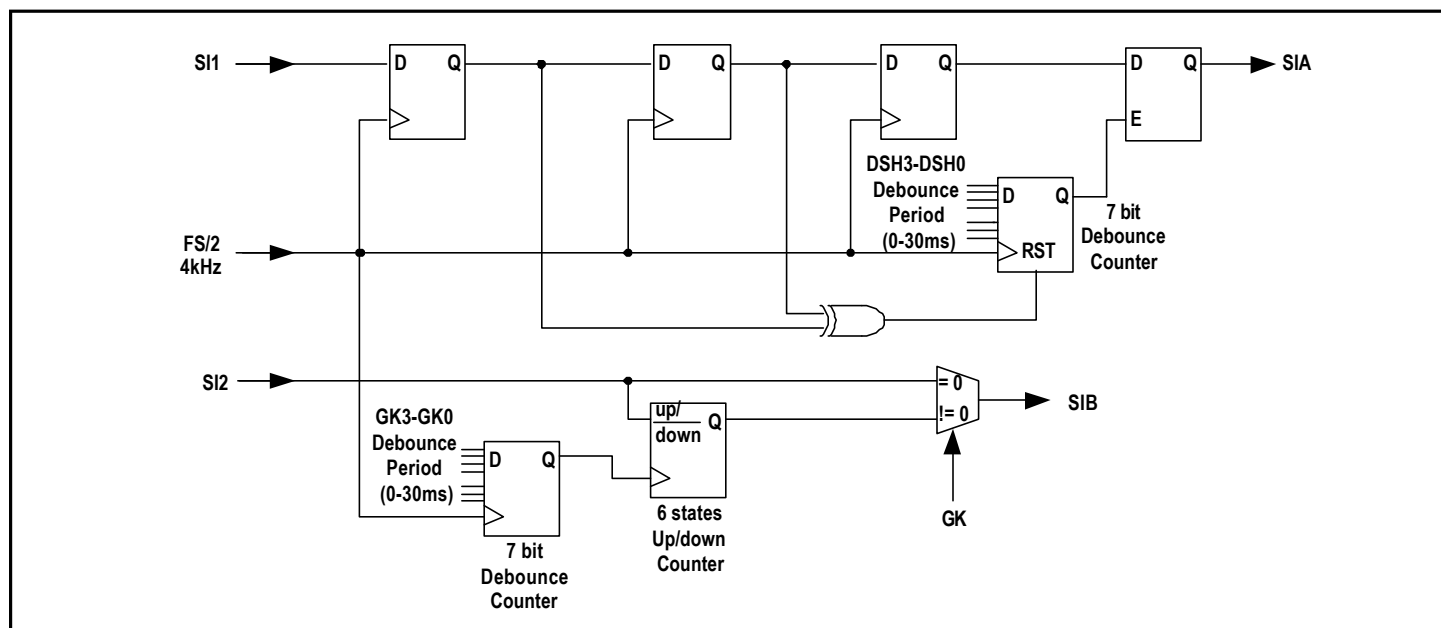 SI1
D Q
D Q
D Q
D Q
E
SIA
DSH3-DSH0
Debounce
Period
(0-30ms)
D Q
RST
7 bit
Debounce
Counter
FS/2
4kHz
SI2
GK3-GK0
Debounce
Period
(0-30ms)
D Q
7 bit
Debounce
Counter
up/
down
Q
6 states
Up/down
Counter
= 0
!= 0
SIB
GK